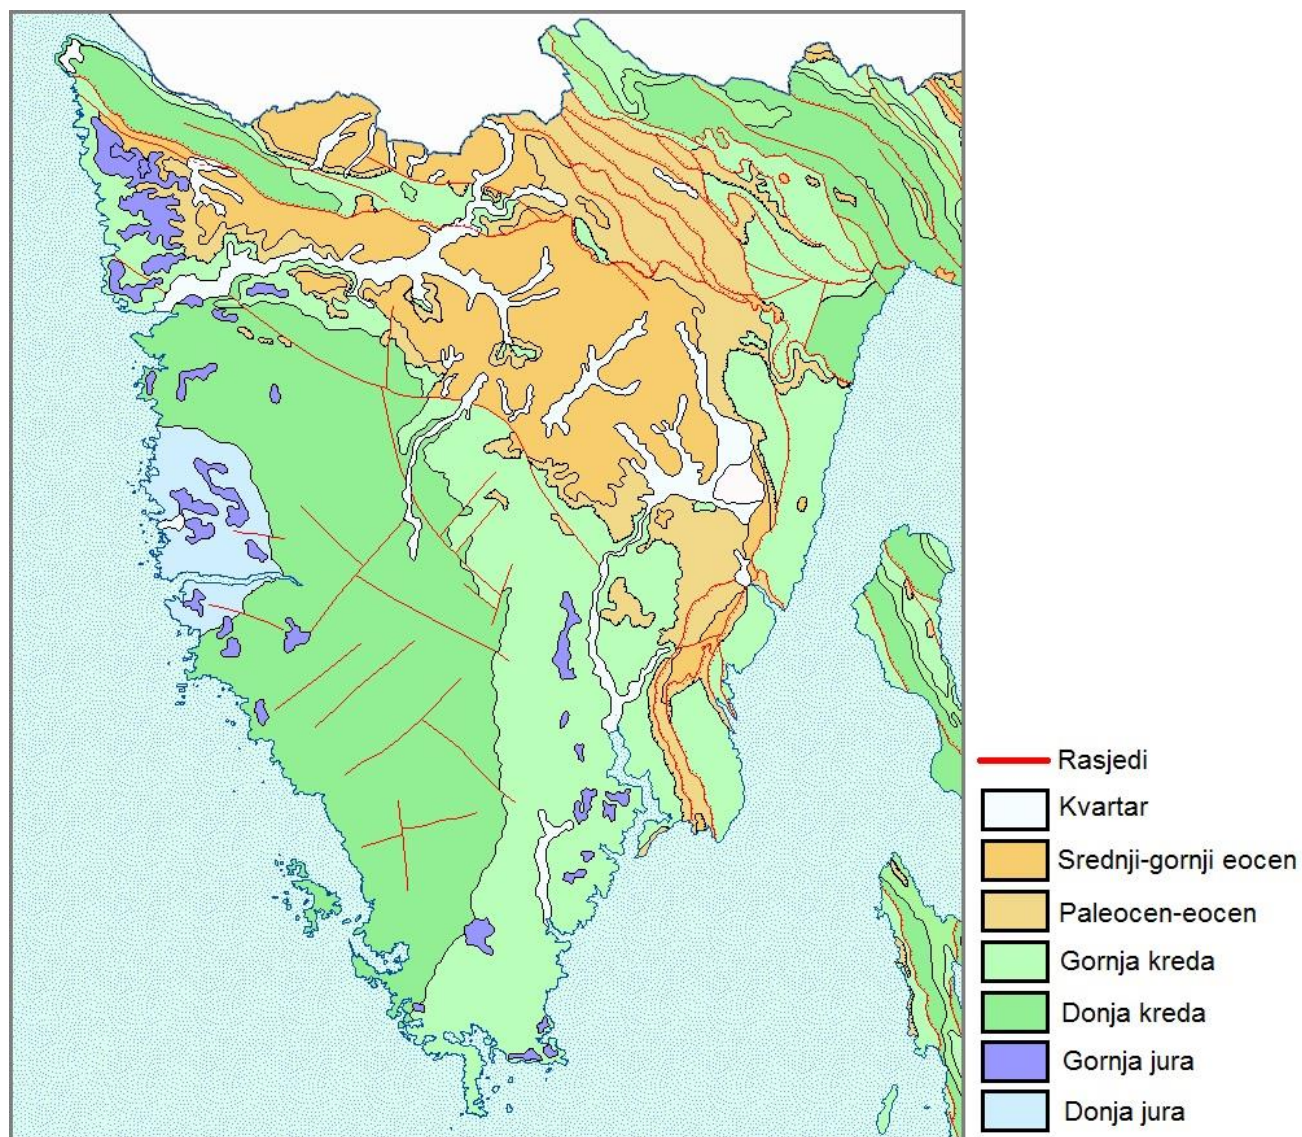 Rasjedi
Kvartar
Srednji-gornji eocen
Paleocen-eocen
Gornja kreda
Donja kreda
Gornja jura
Donja jura